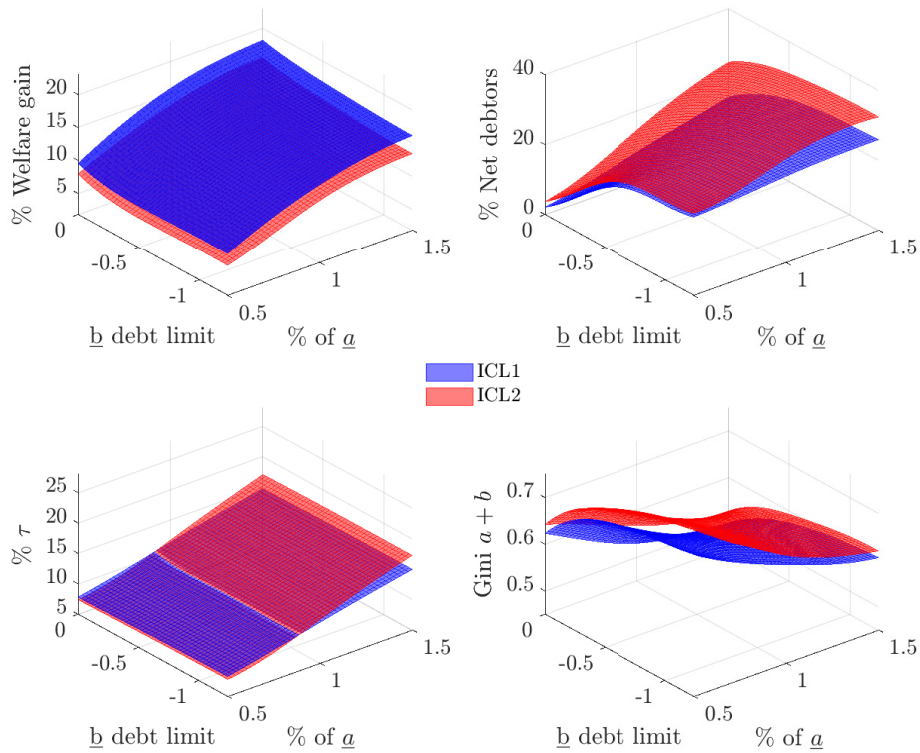 % Welfare gain
20
15
10
5
0
-0.5
-1
0.5
1
1.5
b debt limit
% of a
% Net debtors
40
20
0
0
-0.5
-1
0.5
1
1.5
b debt limit
% of a
ICL1
ICL2
% τ
25
20
15
10
5
0
-0.5
-1
0.5
1
1.5
b debt limit
% of a
Gini a + b
0.7
0.6
0.5
0
-0.5
-1
0.5
1
1.5
b debt limit
% of a